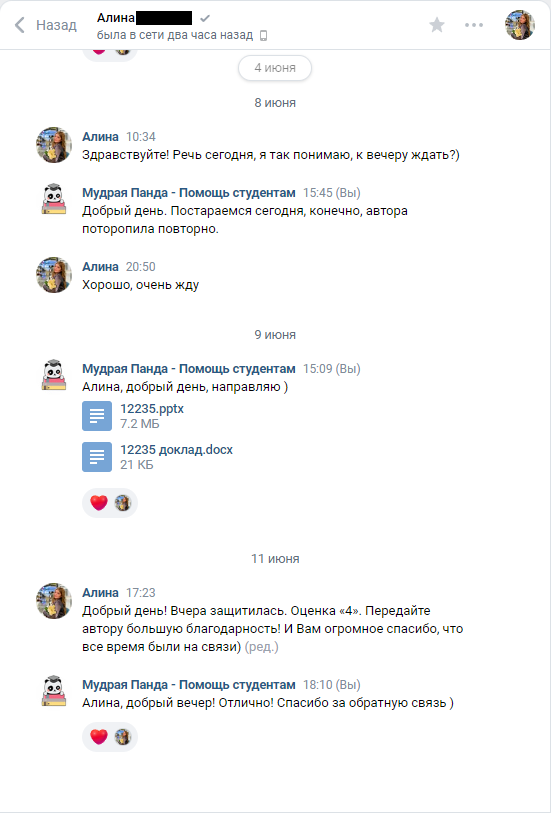 Назад
Алина
была в сети два часа назад
4 июня
8 июня
Алина 10:34
Здравствуйте! Речь сегодня, я так понимаю, к вечеру ждать?)
Мудрая Панда - Помощь студентам 15:45 (Вы)
Добрый день. Постараемся сегодня, конечно, автора
поторопила повторно.
Алина 20:50
Хорошо, очень жду
9 июня
Мудрая Панда - Помощь студентам 15:09 (Вы)
Алина, добрый день, направляю )
12235.pptx
7.2 МБ
12235 доклад.docx
21 КБ
11 июня
Алина 17:23
Добрый день! Вчера защитилась. Оценка «4». Передайте
автору большую благодарность! И Вам огромное спасибо, что
все время были на связи) (ред.)
Мудрая Панда - Помощь студентам 18:10 (Вы)
Алина, добрый вечер! Отлично! Спасибо за обратную связь )